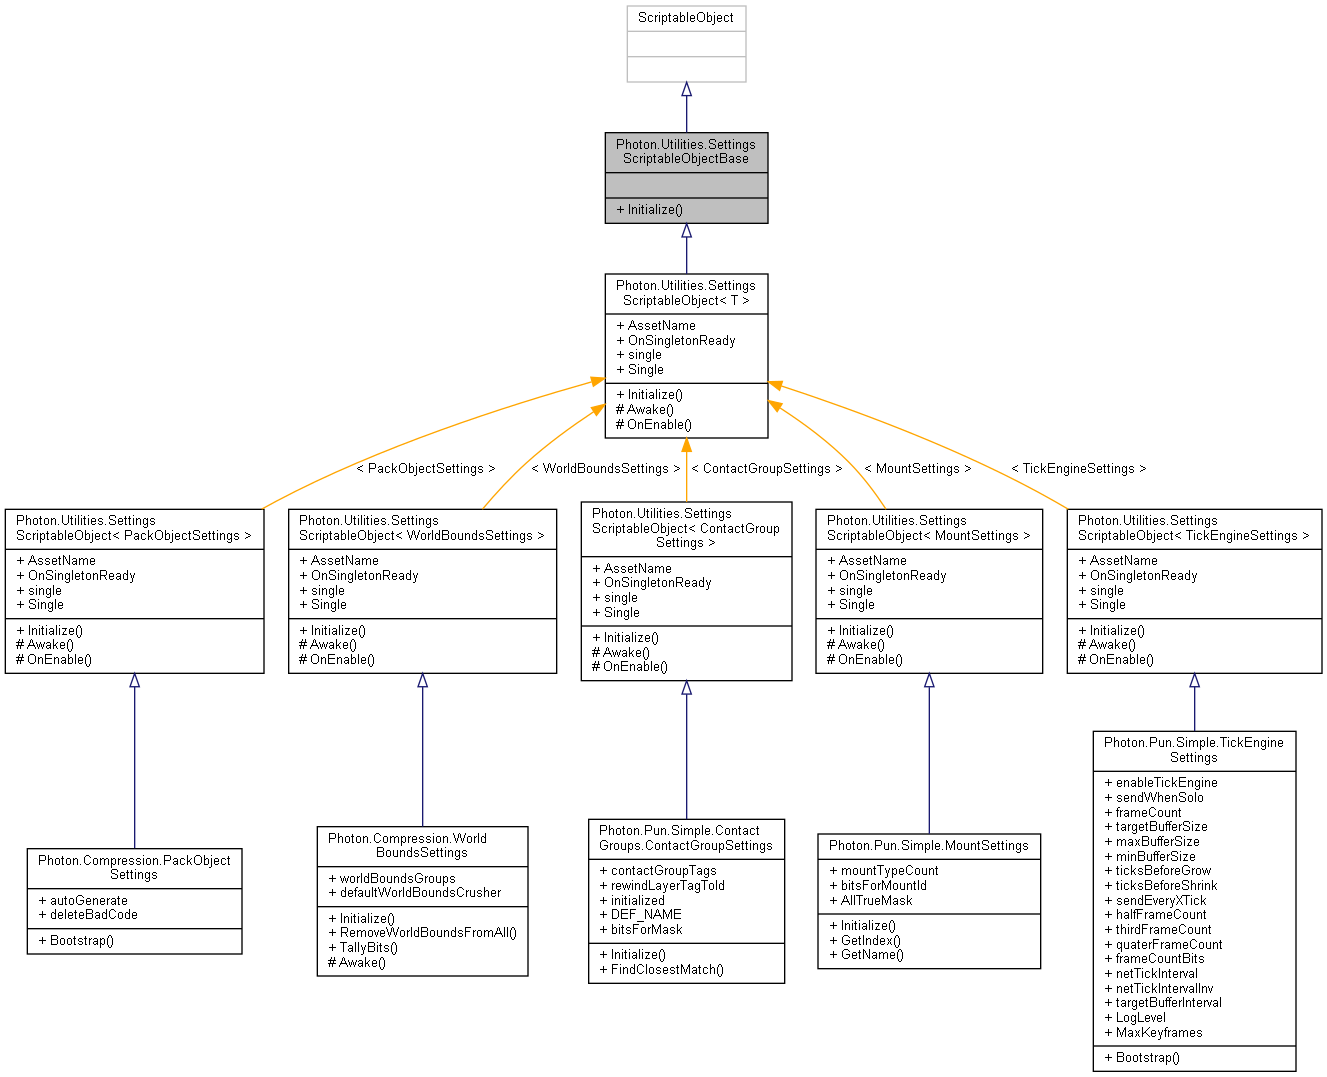 ScriptableObject
Photon.Utilities.Settings
ScriptableObjectBase
+ Initialize()
Photon.Utilities.Settings
ScriptableObject< T >
+ AssetName
+ OnSingletonReady
+ single
+ Single
+ Initialize()
# Awake()
# OnEnable()
< PackObjectSettings >
< WorldBoundsSettings >
< ContactGroupSettings >
< MountSettings >
< TickEngineSettings >
Photon.Utilities.Settings
ScriptableObject< PackObjectSettings >
+ AssetName
+ OnSingletonReady
+ single
+ Single
+ Initialize()
# Awake()
# OnEnable()
Photon.Utilities.Settings
ScriptableObject< WorldBoundsSettings >
+ AssetName
+ OnSingletonReady
+ single
+ Single
+ Initialize()
# Awake()
# OnEnable()
Photon.Utilities.Settings
ScriptableObject< ContactGroup
Settings >
+ AssetName
+ OnSingletonReady
+ single
+ Single
+ Initialize()
# Awake()
# OnEnable()
Photon.Utilities.Settings
ScriptableObject< MountSettings >
+ AssetName
+ OnSingletonReady
+ single
+ Single
+ Initialize()
# Awake()
# OnEnable()
Photon.Utilities.Settings
ScriptableObject< TickEngineSettings >
+ AssetName
+ OnSingletonReady
+ single
+ Single
+ Initialize()
# Awake()
# OnEnable()
Photon.Compression.PackObject
Settings
+ autoGenerate
+ deleteBadCode
+ Bootstrap()
Photon.Compression.World
BoundsSettings
+ worldBoundsGroups
+ defaultWorldBoundsCrusher
+ Initialize()
+ RemoveWorldBoundsFromAll()
+ TallyBits()
# Awake()
Photon.Pun.Simple.Contact
Groups.ContactGroupSettings
+ contactGroupTags
+ rewindLayerTagToId
+ initialized
+ DEF_NAME
+ bitsForMask
+ Initialize()
+ FindClosestMatch()
Photon.Pun.Simple.MountSettings
+ mountTypeCount
+ bitsForMountId
+ AllTrueMask
+ Initialize()
+ GetIndex()
+ GetName()
Photon.Pun.Simple.TickEngine
Settings
+ enableTickEngine
+ sendWhenSolo
+ frameCount
+ targetBufferSize
+ maxBufferSize
+ minBufferSize
+ ticksBeforeGrow
+ ticksBeforeShrink
+ sendEveryXTick
+ halfFrameCount
+ thirdFrameCount
+ quaterFrameCount
+ frameCountBits
+ netTickInterval
+ netTickIntervalInv
+ targetBufferInterval
+ LogLevel
+ MaxKeyframes
+ Bootstrap()